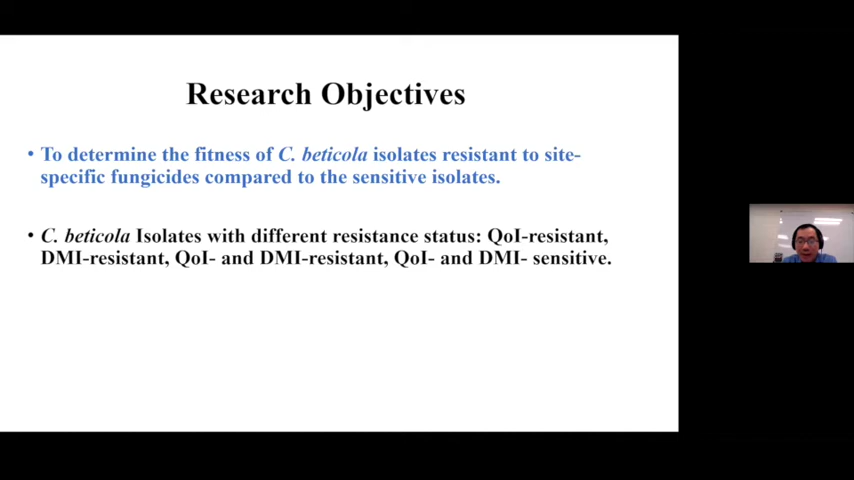 Research Objectives
• To determine the fitness of C. beticola isolates resistant to site-
specific fungicides compared to the sensitive isolates.
• C. beticola Isolates with different resistance status: QoI-resistant,
DMI-resistant, QoI- and DMI-resistant, QoI- and DMI- sensitive.